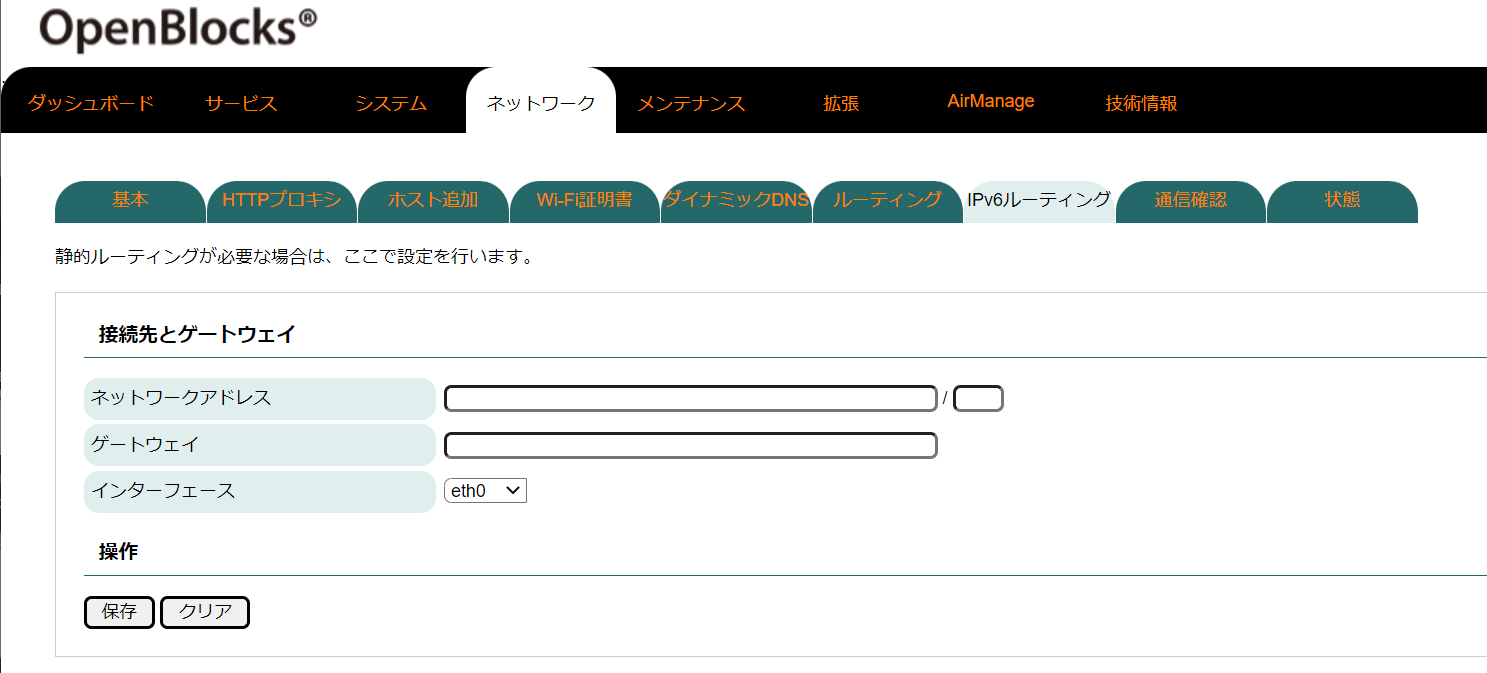 OpenBlocks®
ダッシュボード サービス システム ネットワーク メンテナンス 拡張 AirManage 技術情報
基本 HTTPプロキシ ホスト追加 Wi-Fi証明書 ダイナミックDNS ルーティング IPv6ルーティング 通信確認 状態
静的ルーティングが必要な場合は、ここで設定を行います。
接続先とゲートウェイ
ネットワークアドレス /
ゲートウェイ
インターフェース eth0
操作
保存 クリア